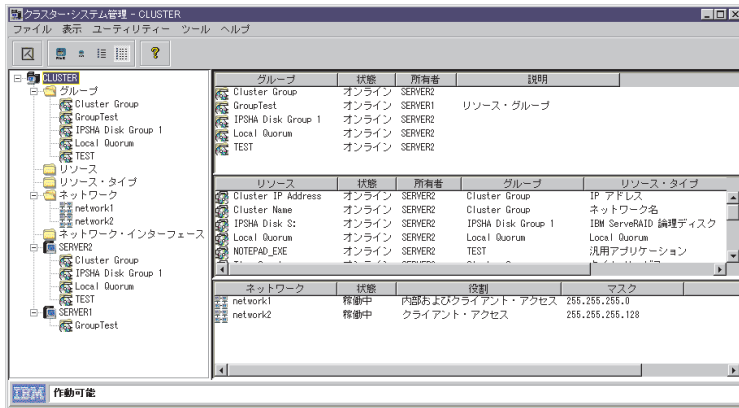 クラスター・システム管理 - CLUSTER
ファイル 表示 ユーティリティー ツール ヘルプ
CLUSTER
グループ
Cluster Group
GroupTest
IPSHA Disk Group 1
Local Quorum
TEST
リソース
リソース・タイプ
ネットワーク
network1
network2
ネットワーク・インターフェース
SERVER2
Cluster Group
IPSHA Disk Group 1
Local Quorum
TEST
SERVER1
GroupTest
グループ 状態 所有者 説明
Cluster Group オンライン SERVER2
GroupTest オンライン SERVER1 リソース・グループ
IPSHA Disk Group 1 オンライン SERVER2
Local Quorum オンライン SERVER2
TEST オンライン SERVER2
リソース 状態 所有者 グループ リソース・タイプ
Cluster IP Address オンライン SERVER2 Cluster Group IP アドレス
Cluster Name オンライン SERVER2 Cluster Group ネットワーク名
IPSHA Disk S: オンライン SERVER2 IPSHA Disk Group 1 IBM ServeRAID 論理ディスク
Local Quorum オンライン SERVER2 Local Quorum Local Quorum
NOTEPAD_EXE オンライン SERVER2 TEST 汎用アプリケーション
ネットワーク 状態 役割 マスク
network1 稼働中 内部およびクライアント・アクセス 255.255.255.0
network2 稼働中 クライアント・アクセス 255.255.255.128
IBM 作動可能